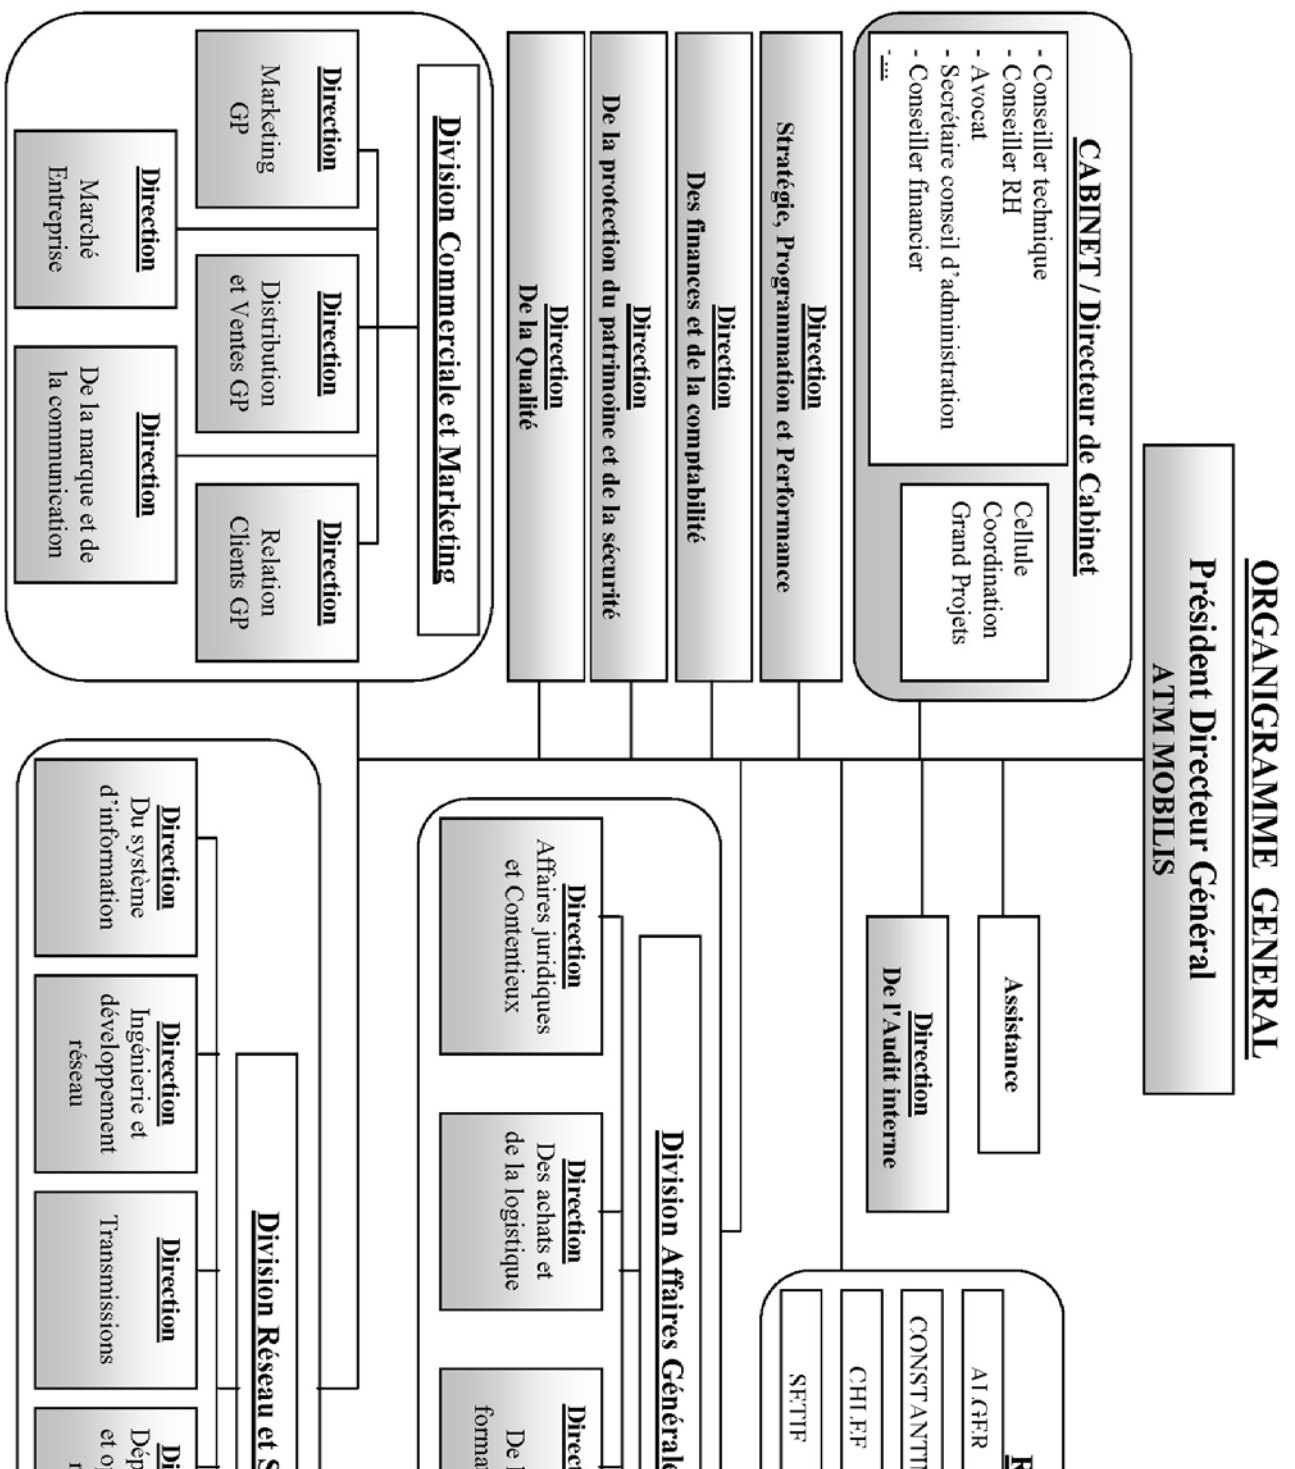 ORGANIGRAMME GENERAL
Président Directeur Général
ATM MOBILIS
CABINET / Directeur de Cabinet
- Conseiller technique
- Conseiller RH
- Avocat
- Secrétaire conseil d'administration
- Conseiller financier
- ...
Cellule
Coordination
Grand Projets
Assistance
Direction
De l'Audit interne
ALGER
CHLEF
SETIF
Direction
Stratégie, Programmation et Performance
Direction
Des finances et de la comptabilité
Direction
De la protection du patrimoine et de la sécurité
Direction
De la Qualité
Division Commerciale et Marketing
Direction
Marketing
GP
Direction
Distribution
et Ventes GP
Direction
Relation
Clients GP
Direction
Marché
Entreprise
Direction
De la marque et de
la communication
Division Affaires Générale
Direction
Affaires juridiques
et Contentieux
Direction
Des achats et
de la logistique
De
Division Réseau et
Direction
Du système
d'information
Direction
Ingénierie et
développement
réseau
Direction
Transmissions
et